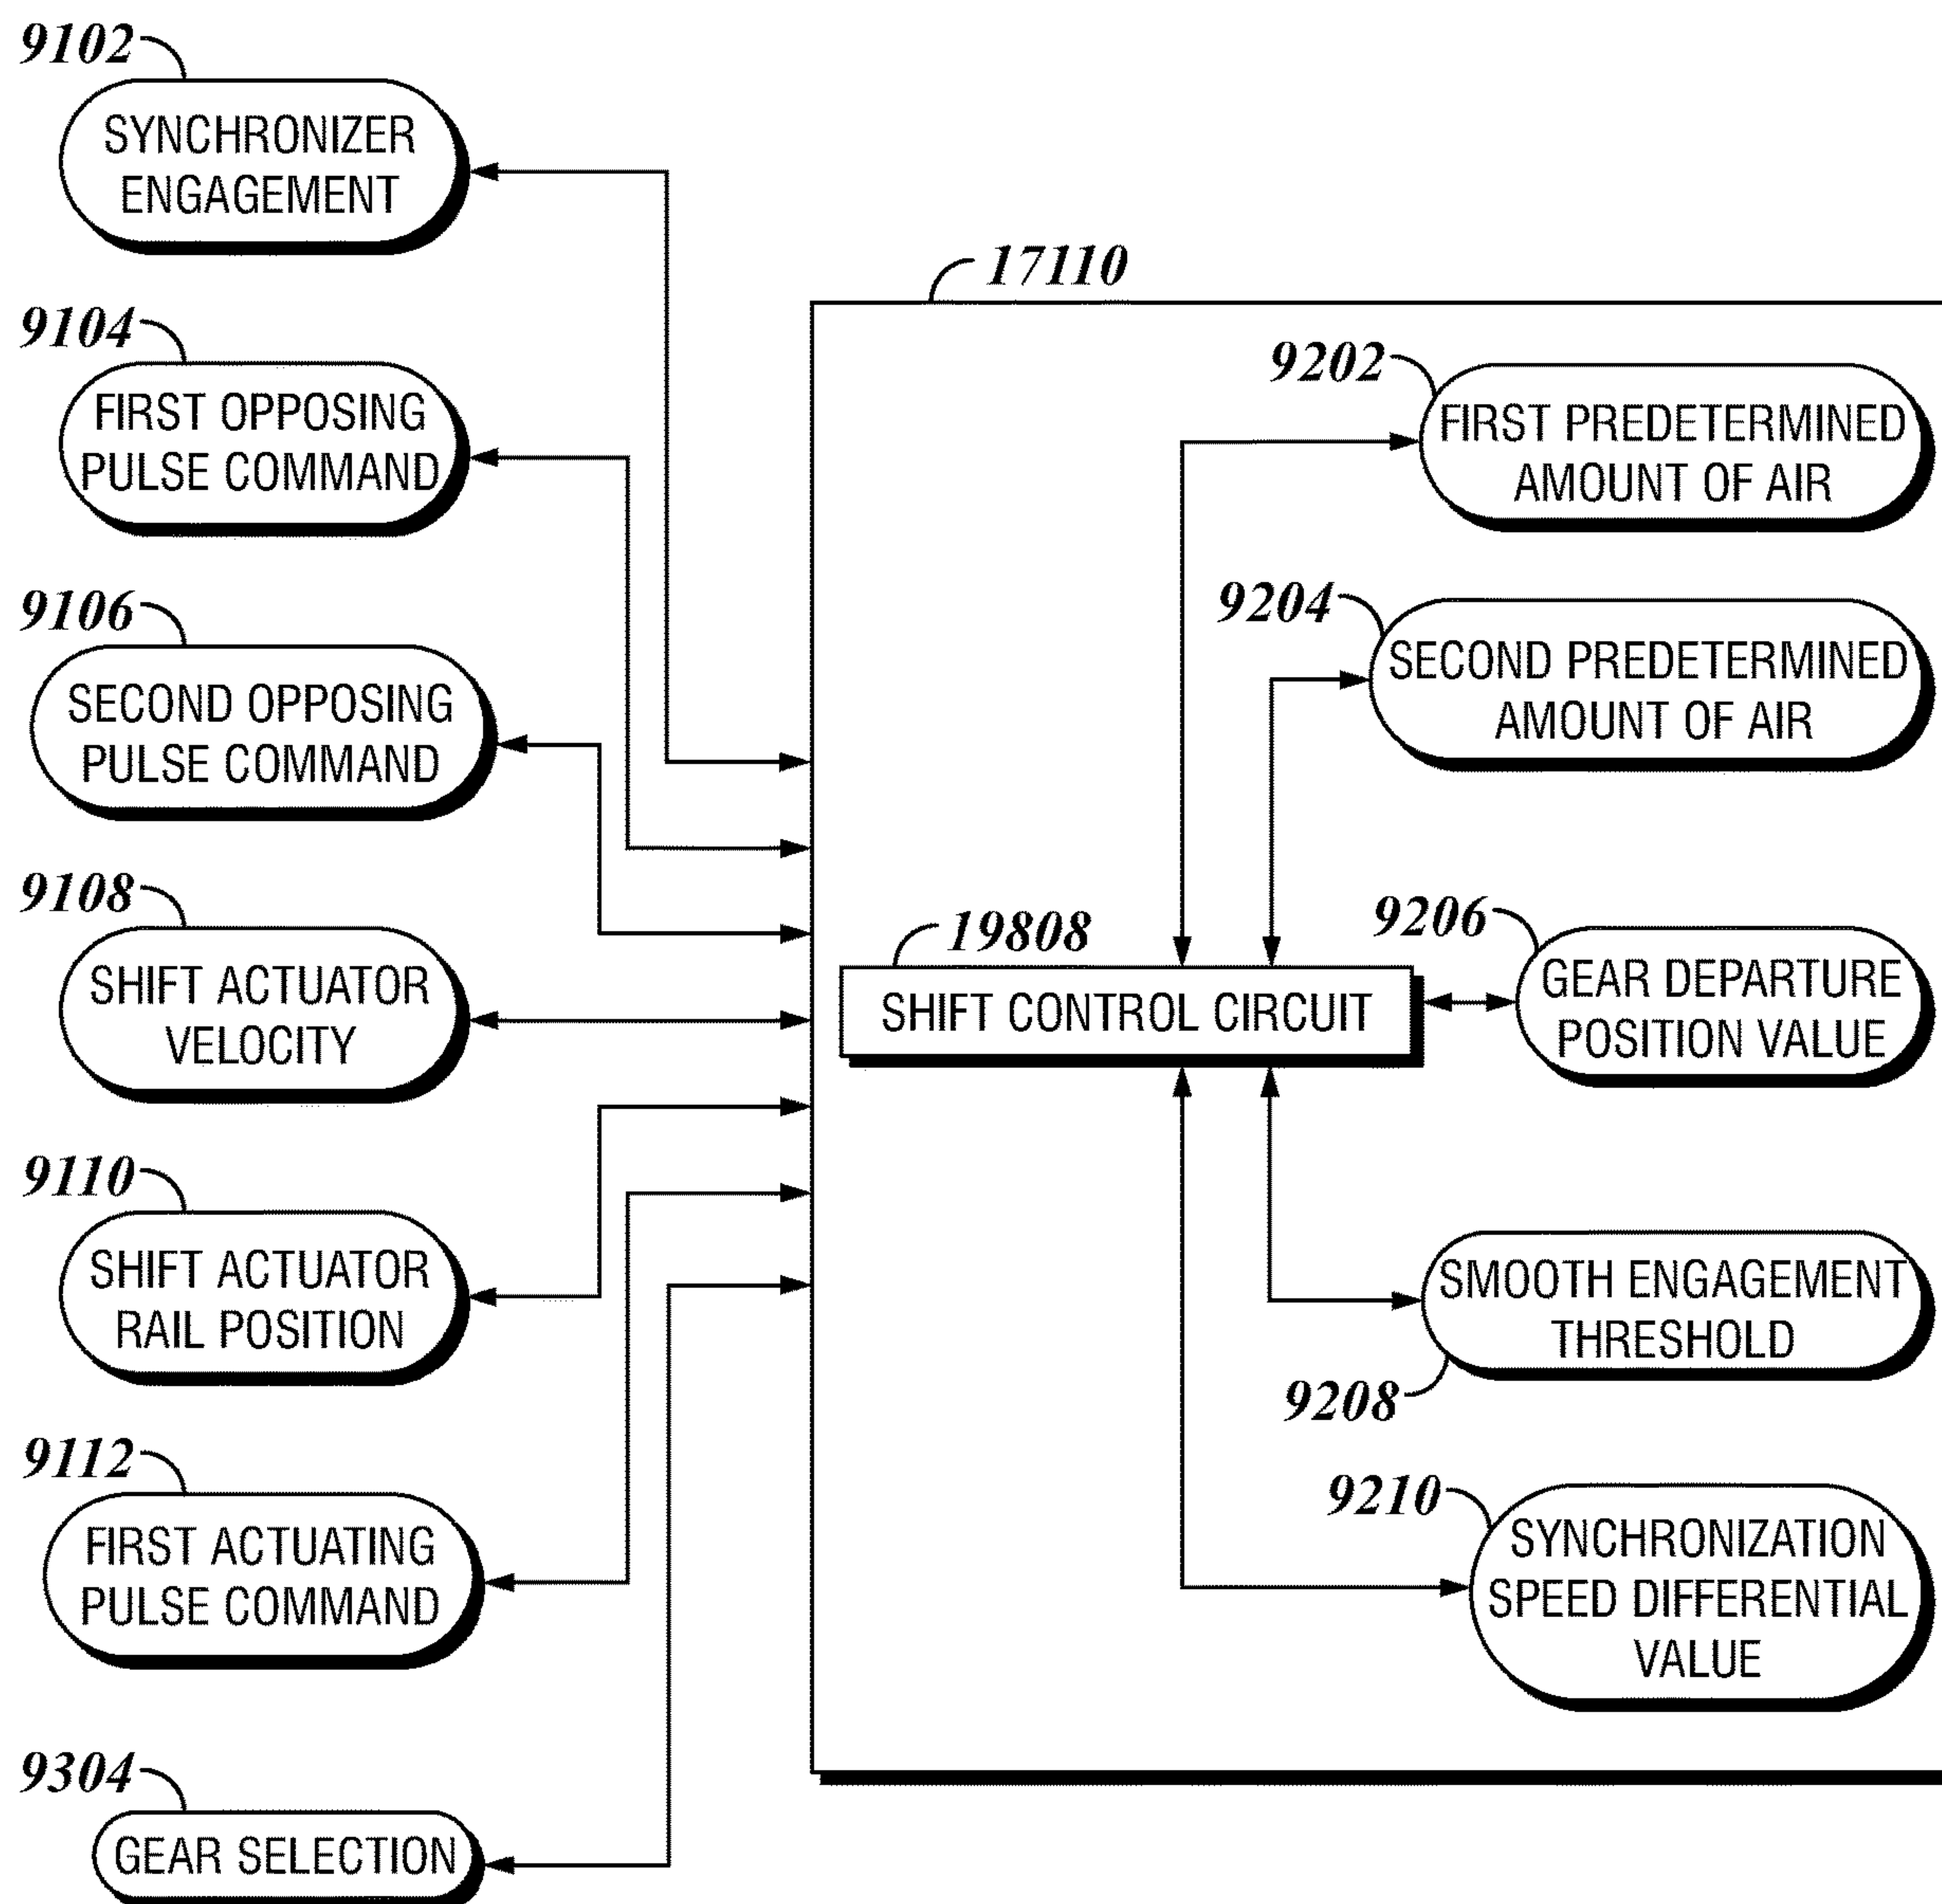 9102
SYNCHRONIZER
ENGAGEMENT
9104
FIRST OPPOSING
PULSE COMMAND
9106
SECOND OPPOSING
PULSE COMMAND
9108
SHIFT ACTUATOR
VELOCITY
9110
SHIFT ACTUATOR
RAIL POSITION
9112
FIRST ACTUATING
PULSE COMMAND
9304
GEAR SELECTION
17110
9202
FIRST PREDETERMINED
AMOUNT OF AIR
9204
SECOND PREDETERMINED
AMOUNT OF AIR
19808
SHIFT CONTROL CIRCUIT
9206
GEAR DEPARTURE
POSITION VALUE
SMOOTH ENGAGEMENT
THRESHOLD
9208
9210
SYNCHRONIZATION
SPEED DIFFERENTIAL
VALUE